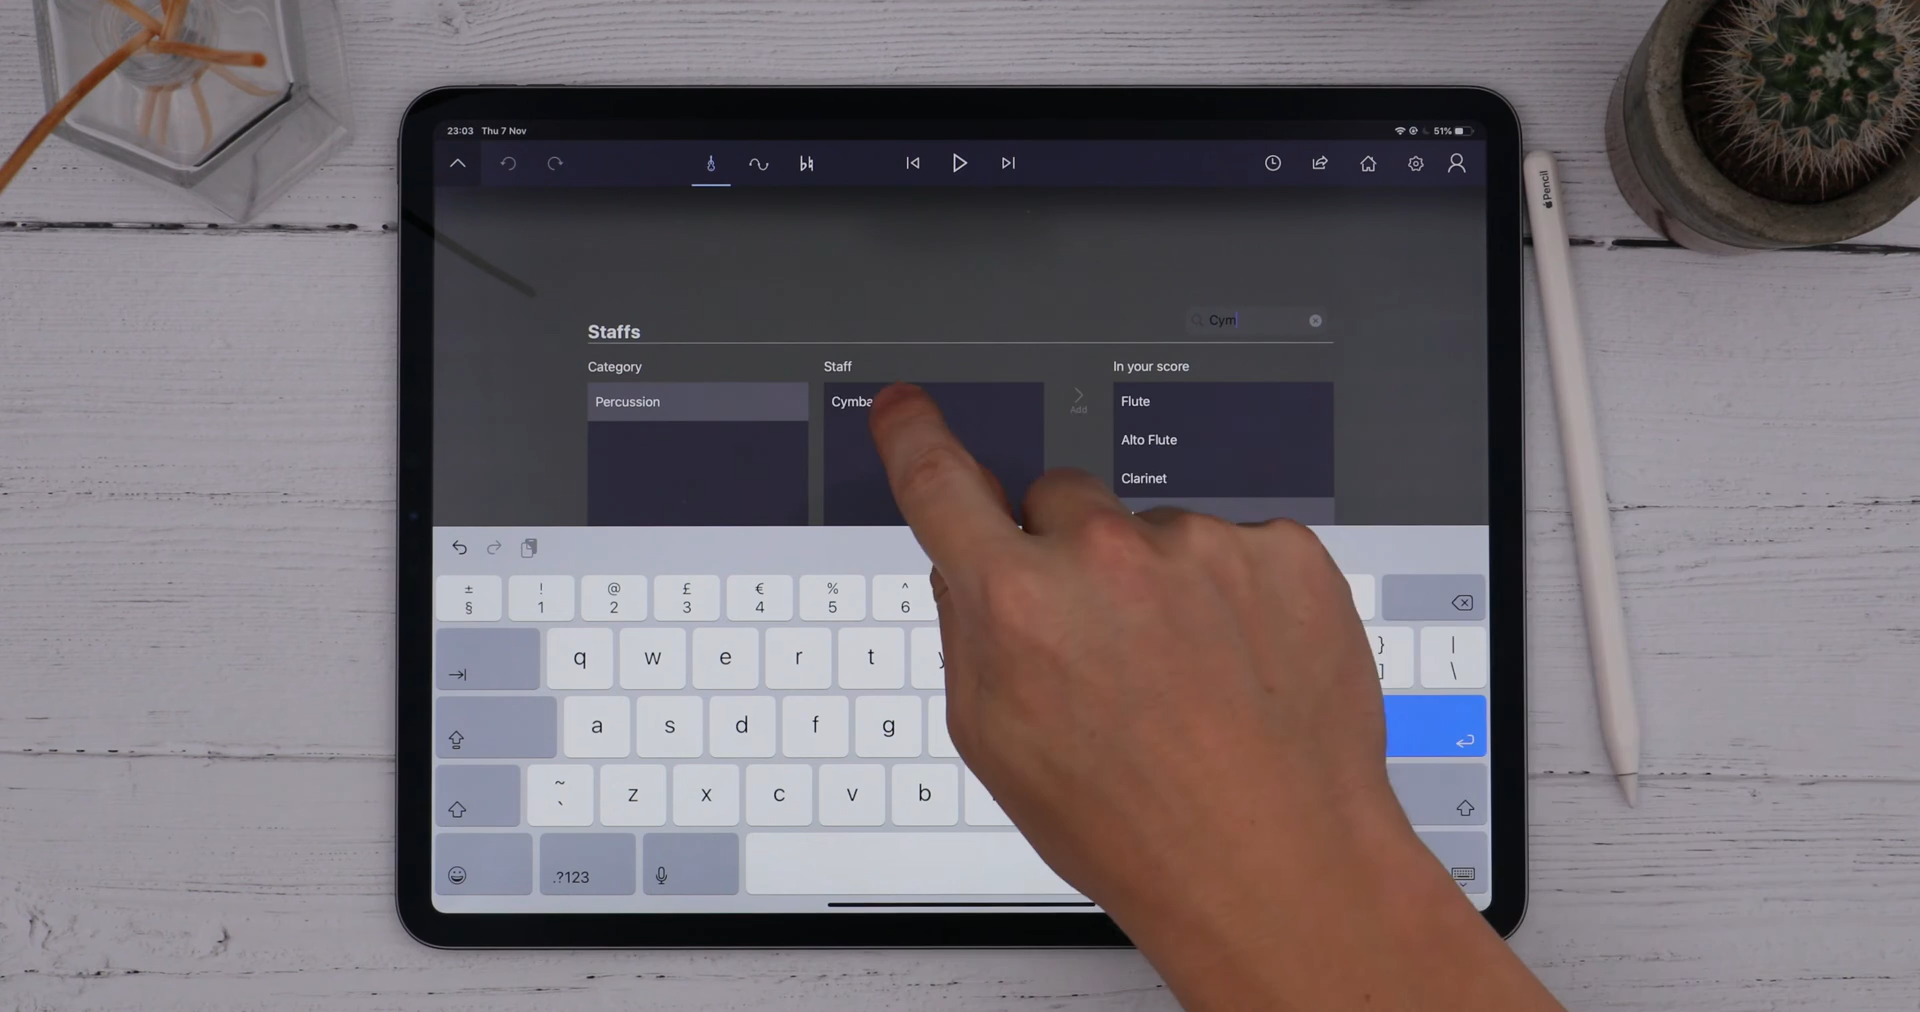 23:03 Thu 7 Nov
51%
Pencil
Staffs
Cym
Category
Staff
In your score
Percussion
Add
Flute
Alto Flute
Clarinet
± ! @ £ € % ^
§ 1 2 3 4 5 6
q w e r t } |
] \
a s d f g
~
` z x c v b
.?123